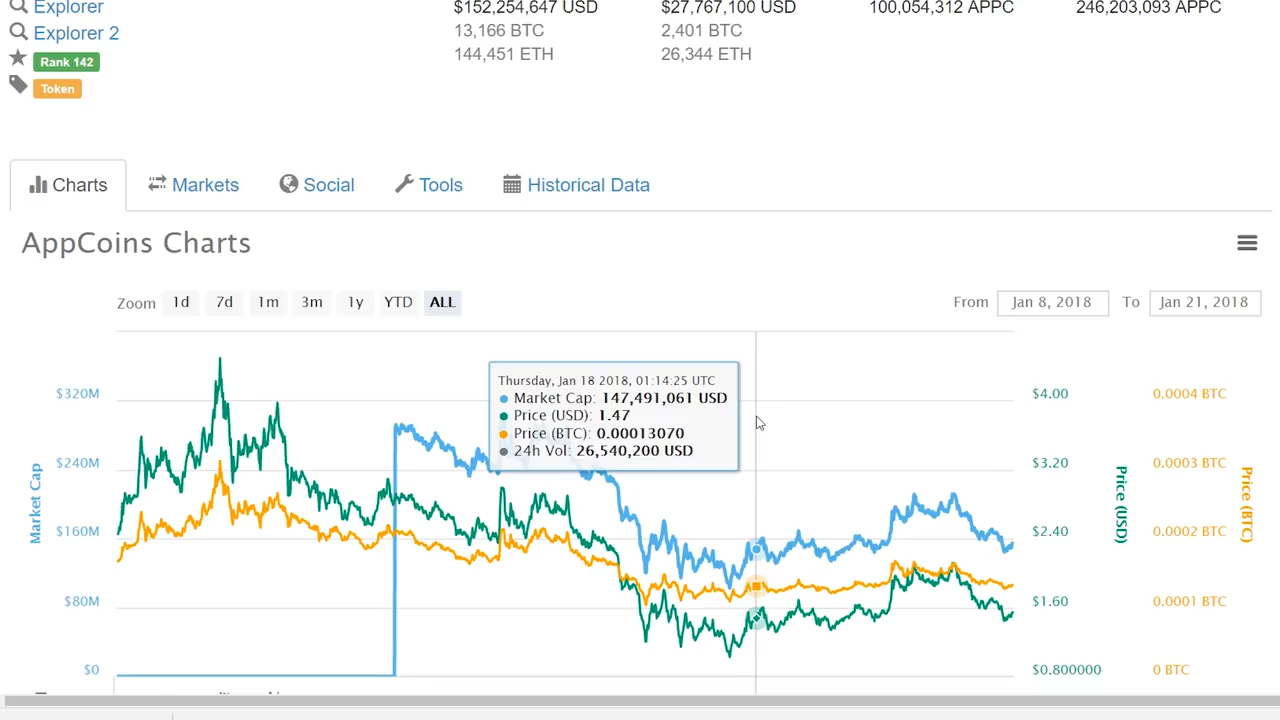 Explorer $152,254,647 USD $27,767,100 USD 100,054,312 APPC 246,203,093 APPC
Explorer 2 13,166 BTC 2,401 BTC
144,451 ETH 26,344 ETH
Rank 142
Token
Charts Markets Social Tools Historical Data
AppCoins Charts
Zoom 1d 7d 1m 3m 1y YTD ALL From Jan 8, 2018 To Jan 21, 2018
Thursday, Jan 18 2018, 01:14:25 UTC
Market Cap: 147,491,061 USD
Price (USD): 1.47
Price (BTC): 0.00013070
24h Vol: 26,540,200 USD
$320M $4.00 0.0004 BTC
$240M $3.20 0.0003 BTC
$160M $2.40 0.0002 BTC
$80M $1.60 0.0001 BTC
$0 $0.800000 0 BTC
Market Cap
Price (USD)
Price (BTC)